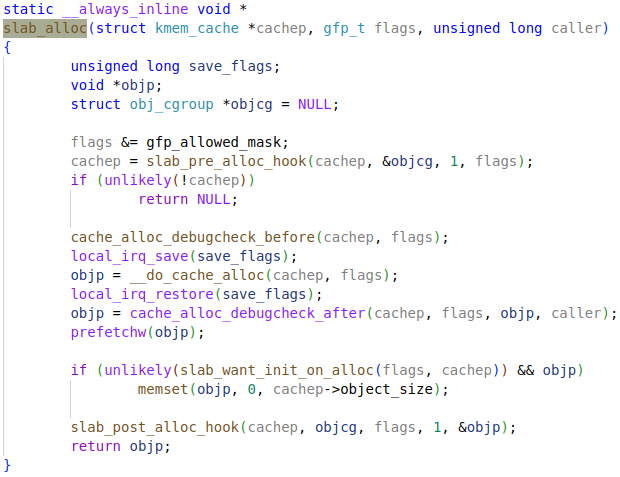 static __always_inline void *
slab_alloc(struct kmem_cache *cachep, gfp_t flags, unsigned long caller)
{
        unsigned long save_flags;
        void *objp;
        struct obj_cgroup *objcg = NULL;

        flags &= gfp_allowed_mask;
        cachep = slab_pre_alloc_hook(cachep, &objcg, 1, flags);
        if (unlikely(!cachep))
                return NULL;

        cache_alloc_debugcheck_before(cachep, flags);
        local_irq_save(save_flags);
        objp = __do_cache_alloc(cachep, flags);
        local_irq_restore(save_flags);
        objp = cache_alloc_debugcheck_after(cachep, flags, objp, caller);
        prefetchw(objp);

        if (unlikely(slab_want_init_on_alloc(flags, cachep)) && objp)
                memset(objp, 0, cachep->object_size);

        slab_post_alloc_hook(cachep, objcg, flags, 1, &objp);
        return objp;
}